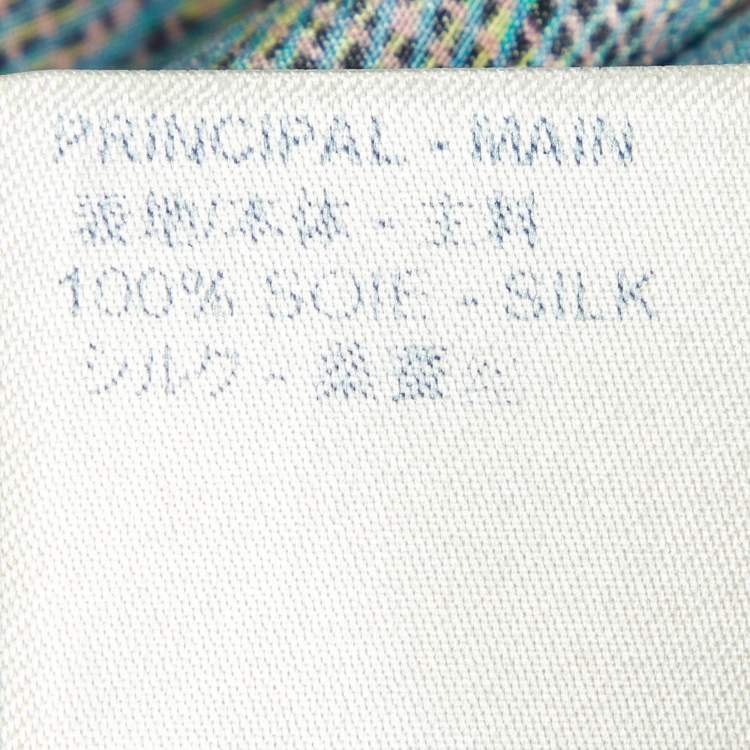 PRINCIPAL - MAIN
表地/本体 - 主料
100% SOIE - SILK
シルク - 桑蚕丝